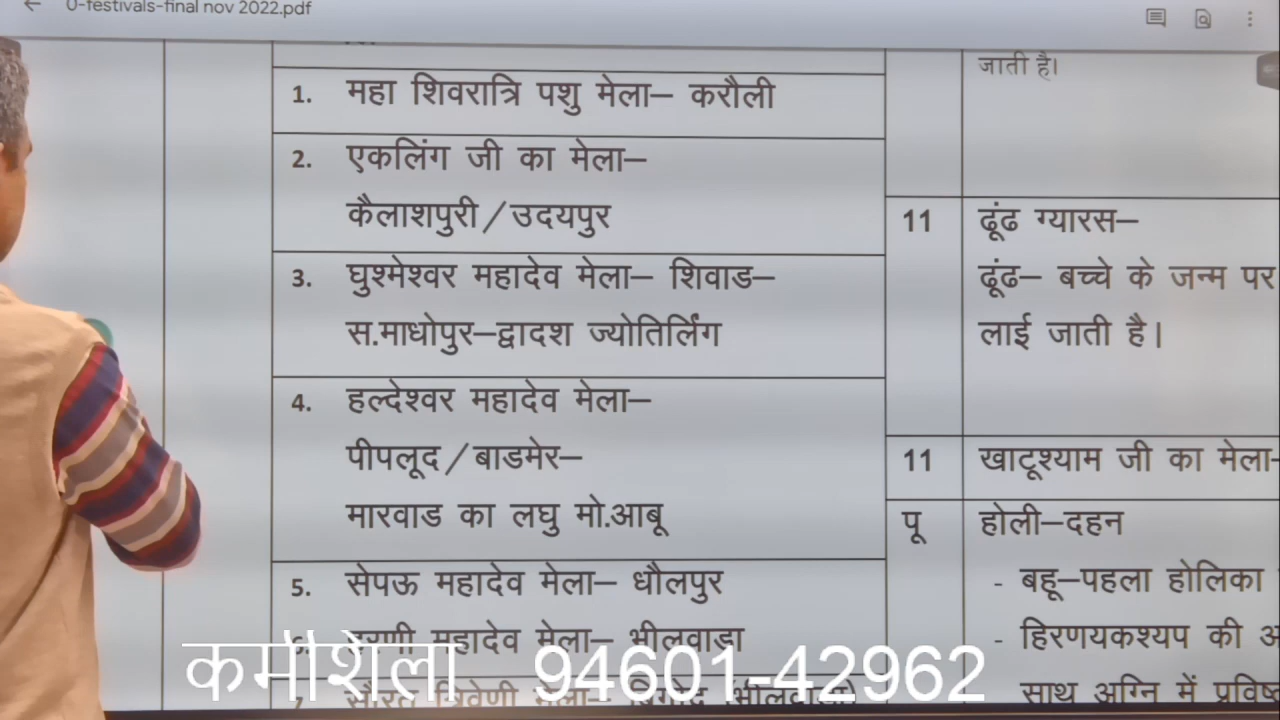 0-festivals-final nov 2022.pdf
1. महा शिवरात्रि पशु मेला– करौली
2. एकलिंग जी का मेला–
कैलाशपुरी/उदयपुर
3. घुश्मेश्वर महादेव मेला– शिवाड–
स.माधोपुर–द्वादश ज्योतिर्लिंग
4. हल्देश्वर महादेव मेला–
पीपलूद/बाडमेर–
मारवाड का लघु मो.आबू
5. सेपऊ महादेव मेला– धौलपुर
महादेव मेला– भीलवाडा
त्रिवेणी
जाती है।
11 ढूंढ ग्यारस–
ढूंढ– बच्चे के जन्म पर
लाई जाती है।
11 खाटूश्याम जी का मेला-
पू होली–दहन
- बहू–पहला होलिका
- हिरणयकश्यप की
साथ अग्नि में
कर्मशिला 94601-42962